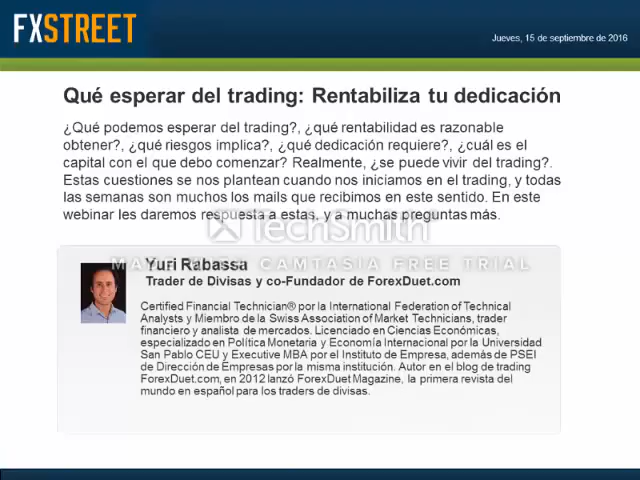 FXSTREET
Jueves, 15 de septiembre de 2016
Qué esperar del trading: Rentabiliza tu dedicación
¿Qué podemos esperar del trading?, ¿qué rentabilidad es razonable
obtener?, ¿qué riesgos implica?, ¿qué dedicación requiere?, ¿cuál es el
capital con el que debo comenzar? Realmente, ¿se puede vivir del trading?.
Estas cuestiones se nos plantean cuando nos iniciamos en el trading, y todas
las semanas son muchos los mails que recibimos en este sentido. En este
webinar les daremos respuesta a estas, y a muchas preguntas más.
TechSmith
MADE WITH CAMTASIA FREE TRIAL
Yuri Rabassa
Trader de Divisas y co-Fundador de ForexDuet.com
Certified Financial Technician® por la International Federation of Technical
Analysts y Miembro de la Swiss Association of Market Technicians, trader
financiero y analista de mercados. Licenciado en Ciencias Económicas,
especializado en Política Monetaria y Economía Internacional por la Universidad
San Pablo CEU y Executive MBA por el Instituto de Empresa, además de PSEI
de Dirección de Empresas por la misma institución. Autor en el blog de trading
ForexDuet.com, en 2012 lanzó ForexDuet Magazine, la primera revista del
mundo en español para los traders de divisas.